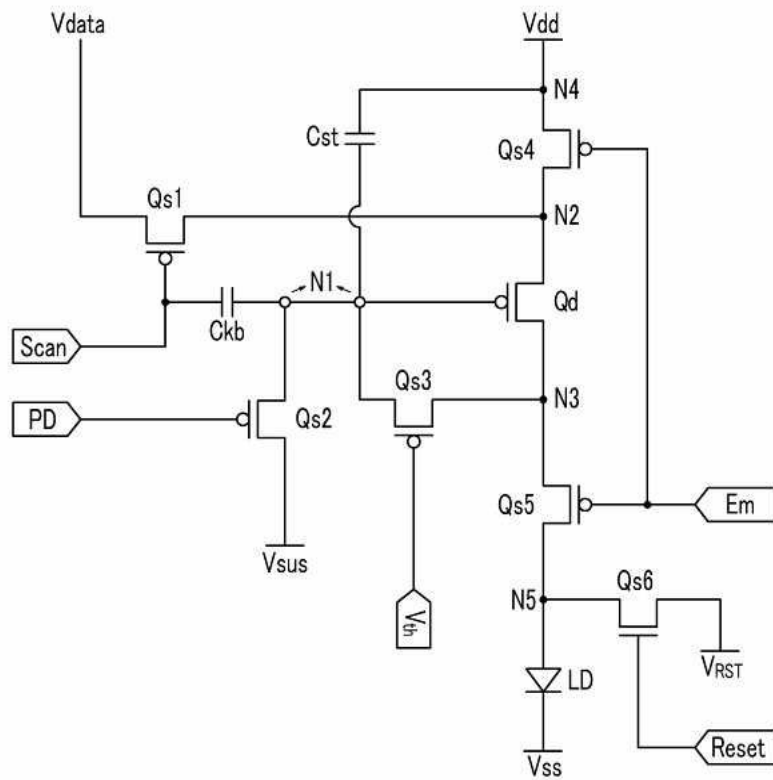 Vdata
Vdd
N4
Cst
Qs4
Qs1
N2
N1
Qd
Ckb
Scan
Qs3
N3
PD
Qs2
Qs5
Em
Vsus
Qs6
N5
Vth
VRST
LD
Reset
Vss